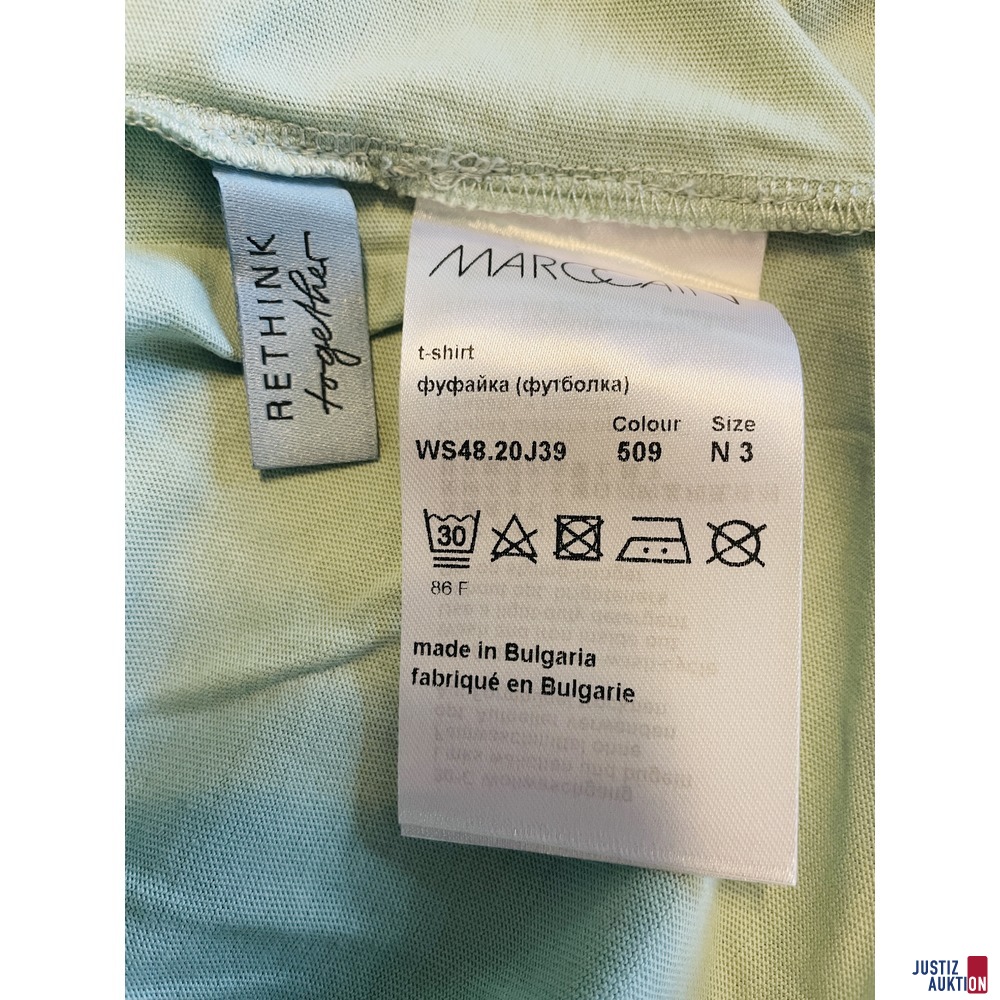 RETHINK
together
MARCCAIN
t-shirt
фуфайка (футболка)
Colour Size
WS48.20J39 509 N 3
30
86 F
made in Bulgaria
fabriqué en Bulgarie
JUSTIZ
AUKTION